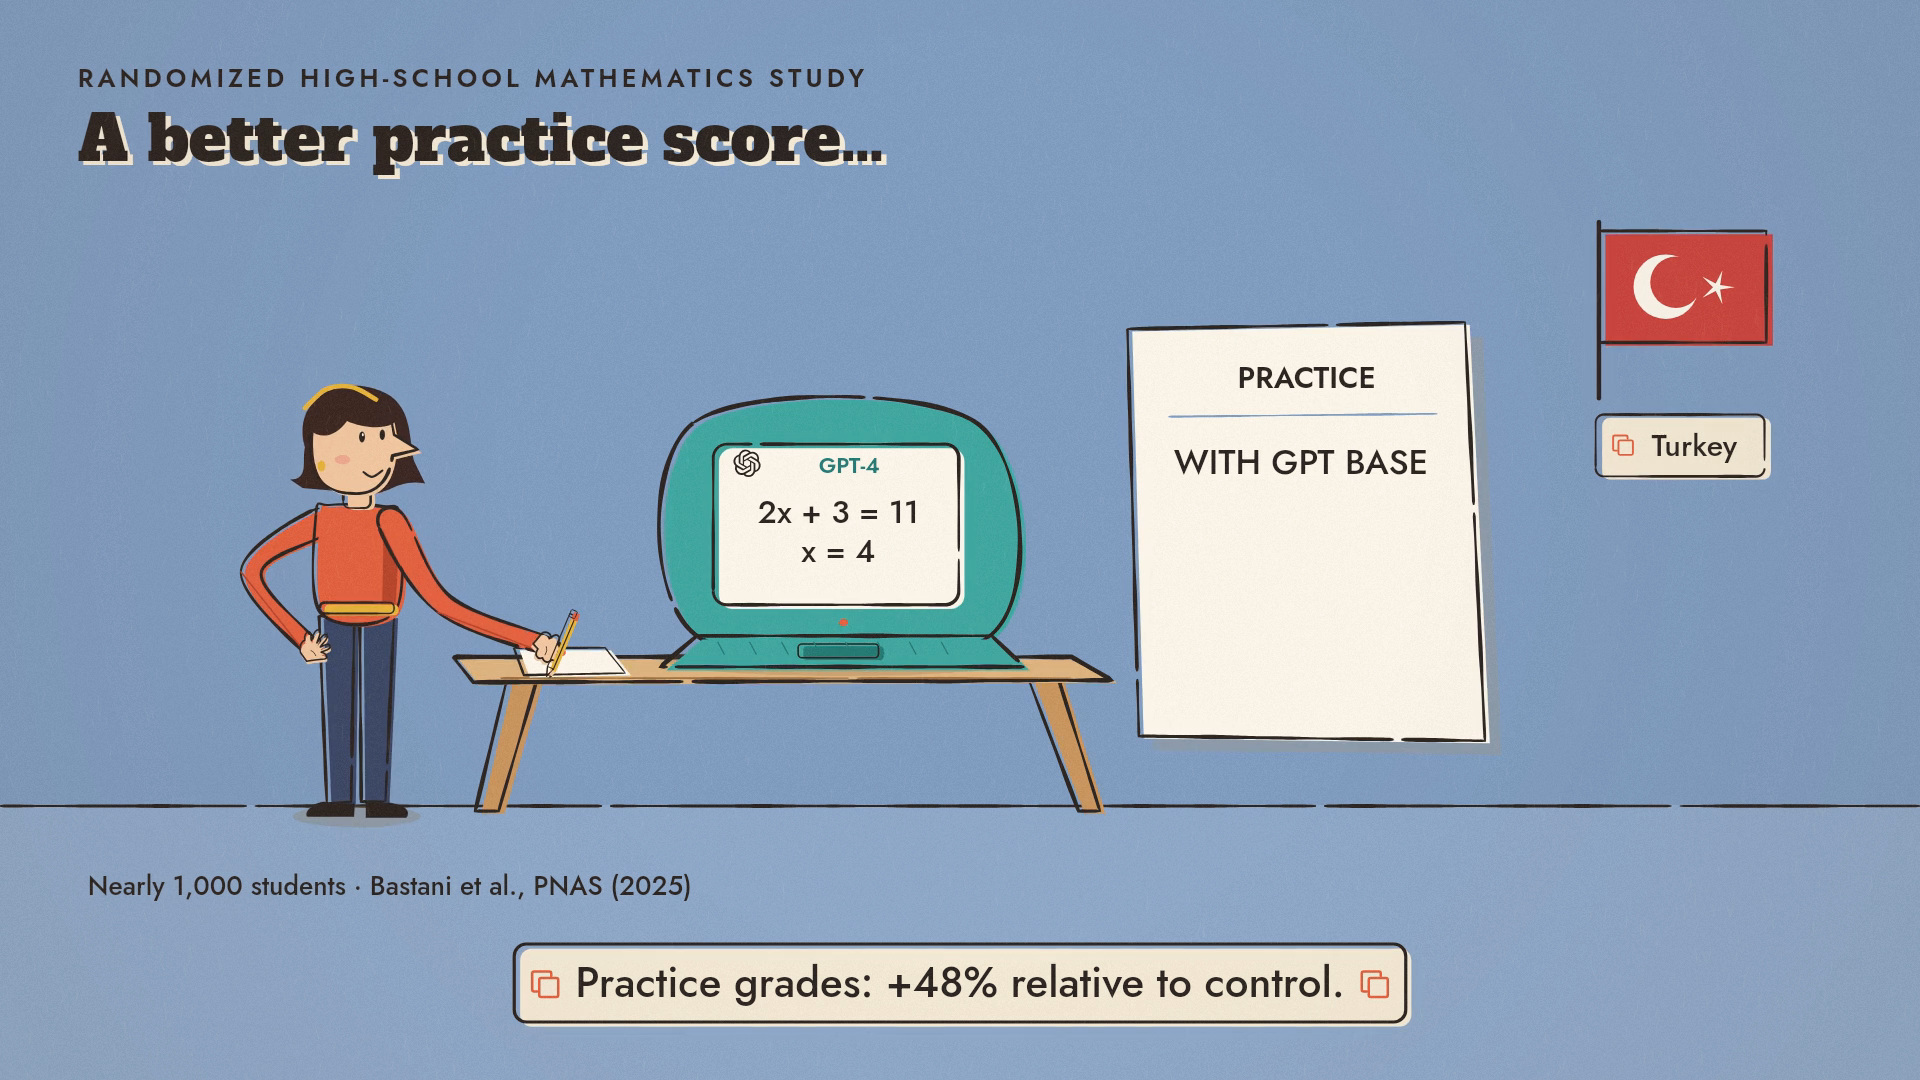 RANDOMIZED HIGH-SCHOOL MATHEMATICS STUDY
A better practice score...
Turkey
PRACTICE
WITH GPT BASE
GPT-4
2x + 3 = 11
x = 4
Nearly 1,000 students · Bastani et al., PNAS (2025)
Practice grades: +48% relative to control.